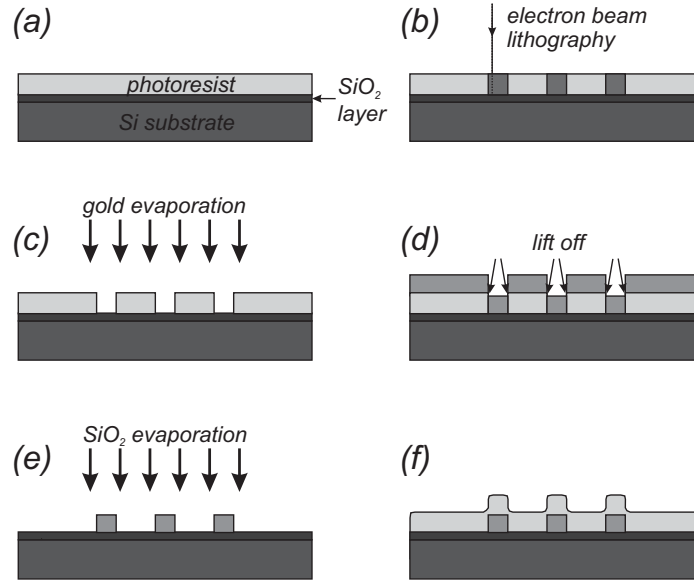 (a)
photoresist
SiO2
layer
Si substrate
(b)
electron beam
lithography
(c)
gold evaporation
(d)
lift off
(e)
SiO2 evaporation
(f)